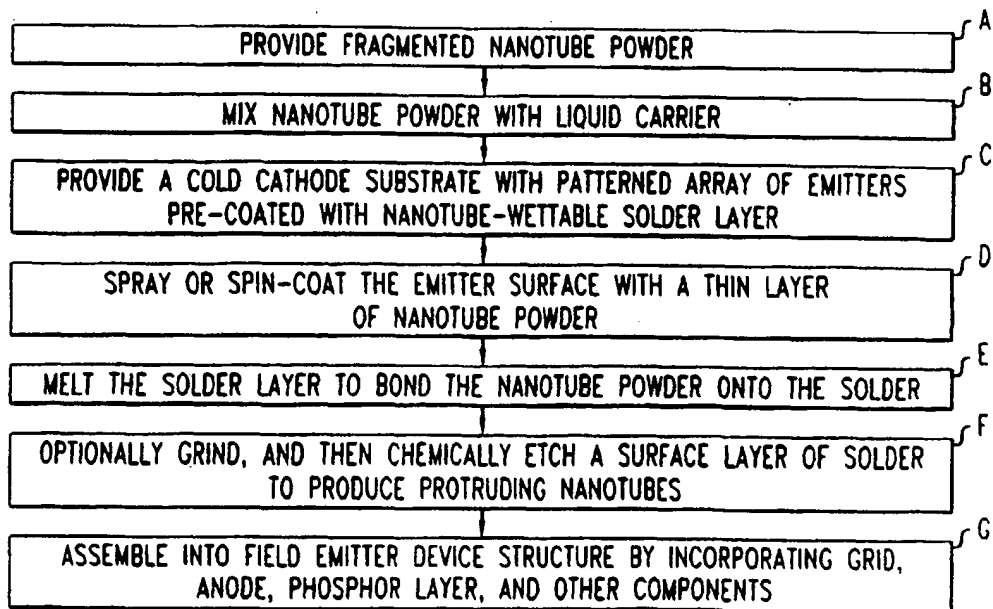 A
PROVIDE FRAGMENTED NANOTUBE POWDER
B
MIX NANOTUBE POWDER WITH LIQUID CARRIER
C
PROVIDE A COLD CATHODE SUBSTRATE WITH PATTERNED ARRAY OF EMITTERS
PRE-COATED WITH NANOTUBE-WETTABLE SOLDER LAYER
D
SPRAY OR SPIN-COAT THE EMITTER SURFACE WITH A THIN LAYER
OF NANOTUBE POWDER
E
MELT THE SOLDER LAYER TO BOND THE NANOTUBE POWDER ONTO THE SOLDER
F
OPTIONALLY GRIND, AND THEN CHEMICALLY ETCH A SURFACE LAYER OF SOLDER
TO PRODUCE PROTRUDING NANOTUBES
G
ASSEMBLE INTO FIELD EMITTER DEVICE STRUCTURE BY INCORPORATING GRID,
ANODE, PHOSPHOR LAYER, AND OTHER COMPONENTS